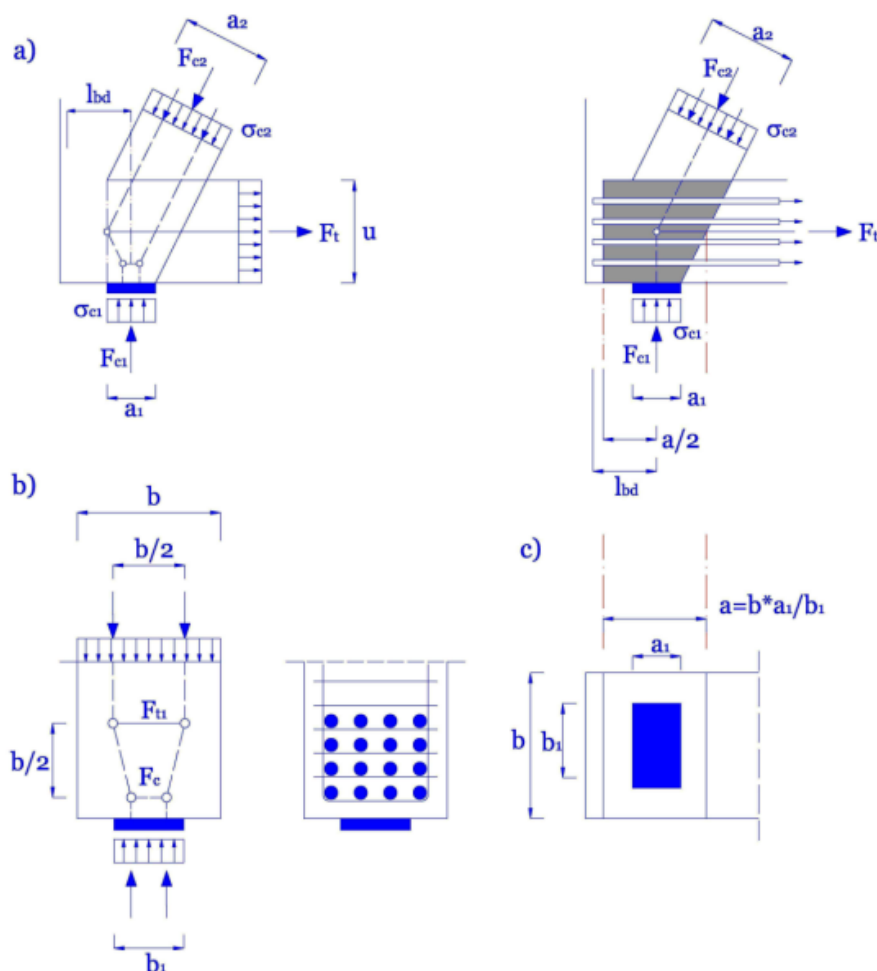 a)
a₂
F_c2
l_bd
σ_c2
F_t
u
σ_c1
F_c1
a₁
a₂
F_c2
σ_c2
F_t
σ_c1
F_c1
a₁
a/2
l_bd
b)
b
b/2
F_t1
b/2
F_c
b₁
c)
a=b*a₁/b₁
a₁
b
b₁